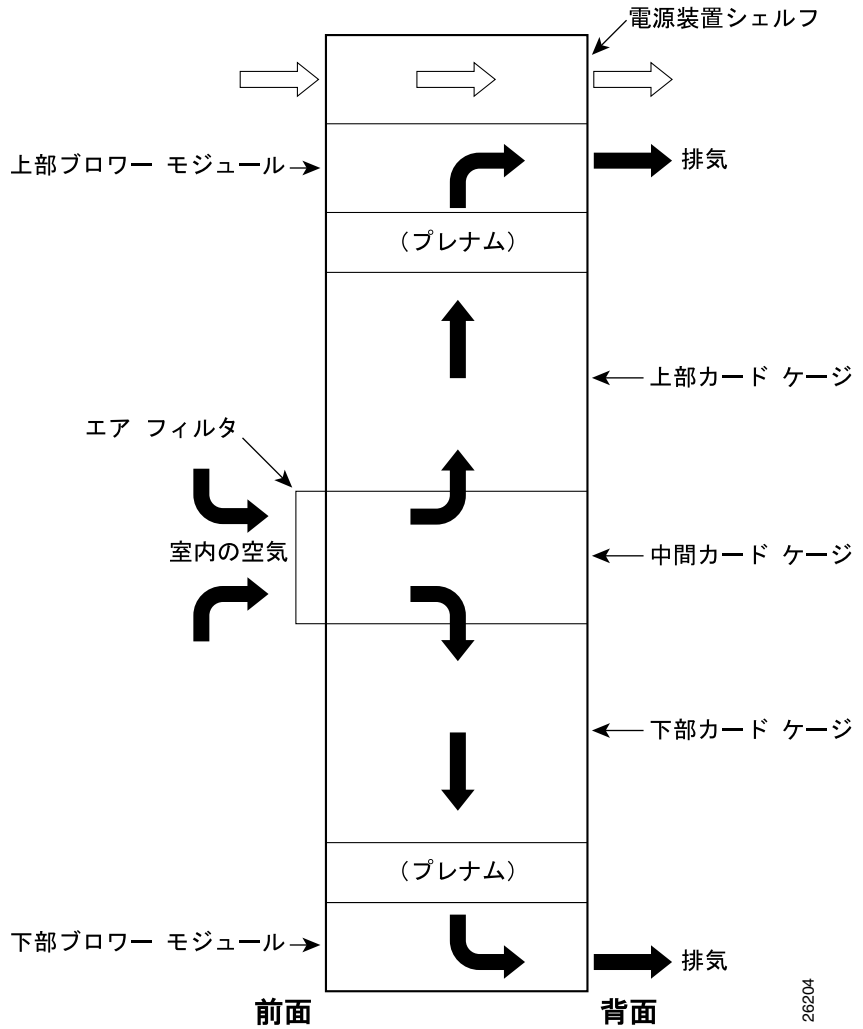 電源装置シェルフ
上部ブロワー モジュール
排気
(プレナム)
上部カード ケージ
エア フィルタ
室内の空気
中間カード ケージ
下部カード ケージ
(プレナム)
下部ブロワー モジュール
排気
前面
背面
26204